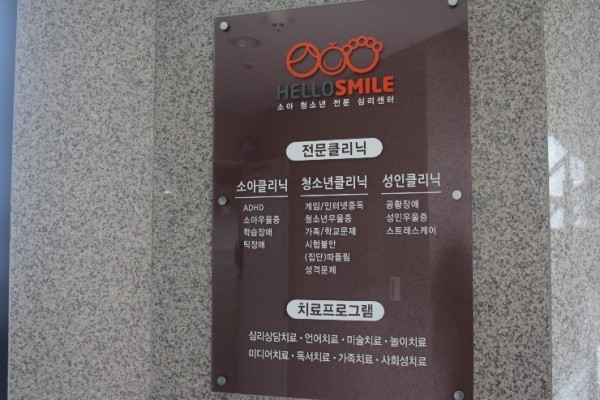 HELLOSMILE
소아 청소년 전문 심리센터
전문클리닉
소아클리닉
ADHD
소아우울증
학습장애
틱장애
청소년클리닉
게임/인터넷중독
청소년우울증
가족/학교문제
시험불안
(집단)따돌림
성격문제
성인클리닉
공황장애
성인우울증
스트레스케어
치료프로그램
심리상담치료·언어치료·미술치료·놀이치료
미디어치료·독서치료·가족치료·사회성치료